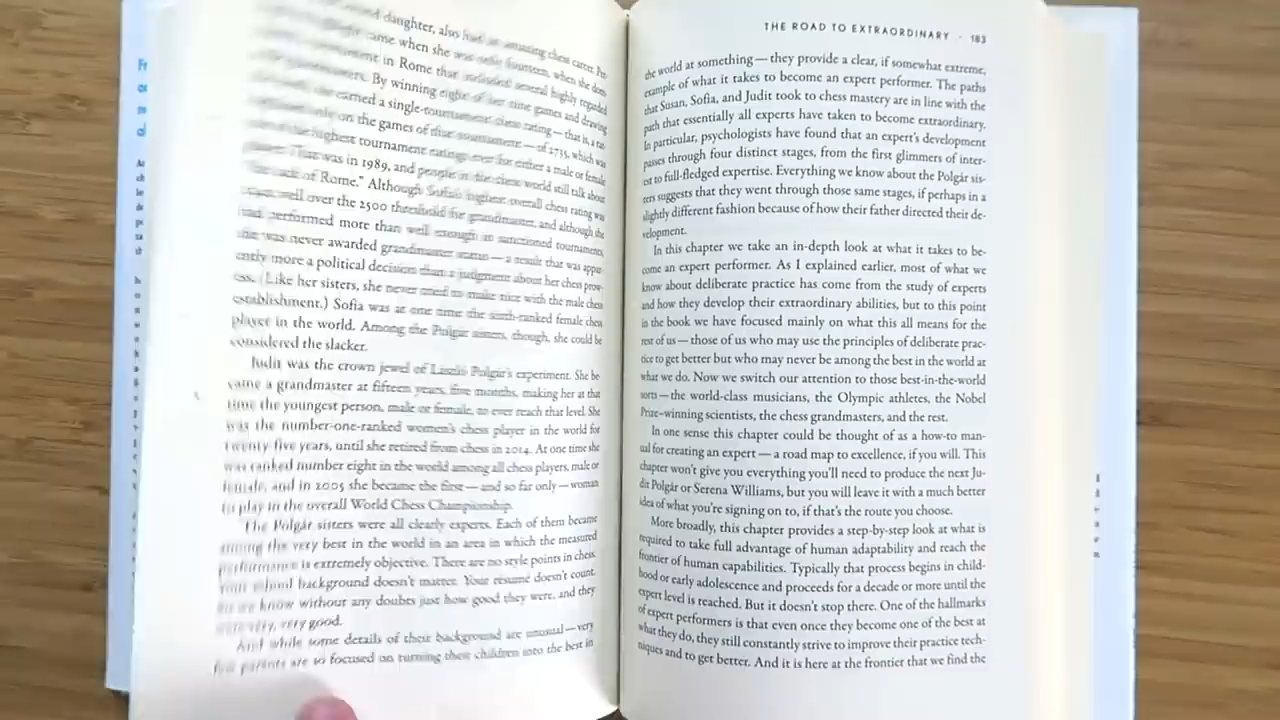 daughter, also had an amazing chess career. Per-
came when she was only fourteen, when she dom-
in Rome that included several highly regarded
By winning eight of her nine games and drawing
earned a single-tournament chess rating — that is, a rat-
on the games of that tournament — of 2735, which was
highest tournament ratings ever for either a male or female
was in 1989, and people in the chess world still talk about
of Rome." Although Sofia's highest overall chess rating was
well over the 2500 threshold for grandmaster, and although she
had performed more than well enough in sanctioned tournaments,
she was never awarded grandmaster status — a result that was appar-
ently more a political decision than a judgment about her chess prow-
ess. (Like her sisters, she never tried to make nice with the male chess
establishment.) Sofia was at one time the sixth-ranked female chess
player in the world. Among the Polgár sisters, though, she could be
considered the slacker.
Judit was the crown jewel of László Polgár's experiment. She be-
came a grandmaster at fifteen years, five months, making her at that
time the youngest person, male or female, to ever reach that level. She
was the number-one-ranked women's chess player in the world for
twenty-five years, until she retired from chess in 2014. At one time she
was ranked number eight in the world among all chess players, male or
female, and in 2005 she became the first — and so far only — woman
to play in the overall World Chess Championship.
The Polgár sisters were all clearly experts. Each of them became
among the very best in the world in an area in which the measured
performance is extremely objective. There are no style points in chess.
Your school background doesn't matter. Your resumé doesn't count.
So we know without any doubts just how good they were, and they
were very, very good.
And while some details of their background are unusual — very
few parents are so focused on turning their children into the best in
THE ROAD TO EXTRAORDINARY · 183
the world at something — they provide a clear, if somewhat extreme,
example of what it takes to become an expert performer. The paths
that Susan, Sofia, and Judit took to chess mastery are in line with the
path that essentially all experts have taken to become extraordinary.
In particular, psychologists have found that an expert's development
passes through four distinct stages, from the first glimmers of inter-
est to full-fledged expertise. Everything we know about the Polgár sis-
ters suggests that they went through those same stages, if perhaps in a
slightly different fashion because of how their father directed their de-
velopment.
In this chapter we take an in-depth look at what it takes to be-
come an expert performer. As I explained earlier, most of what we
know about deliberate practice has come from the study of experts
and how they develop their extraordinary abilities, but to this point
in the book we have focused mainly on what this all means for the
rest of us — those of us who may use the principles of deliberate prac-
tice to get better but who may never be among the best in the world at
what we do. Now we switch our attention to those best-in-the-world
sorts — the world-class musicians, the Olympic athletes, the Nobel
Prize–winning scientists, the chess grandmasters, and the rest.
In one sense this chapter could be thought of as a how-to man-
ual for creating an expert — a road map to excellence, if you will. This
chapter won't give you everything you'll need to produce the next Ju-
dit Polgár or Serena Williams, but you will leave it with a much better
idea of what you're signing on to, if that's the route you choose.
More broadly, this chapter provides a step-by-step look at what is
required to take full advantage of human adaptability and reach the
frontier of human capabilities. Typically that process begins in child-
hood or early adolescence and proceeds for a decade or more until the
expert level is reached. But it doesn't stop there. One of the hallmarks
of expert performers is that even once they become one of the best at
what they do, they still constantly strive to improve their practice tech-
niques and to get better. And it is here at the frontier that we find the